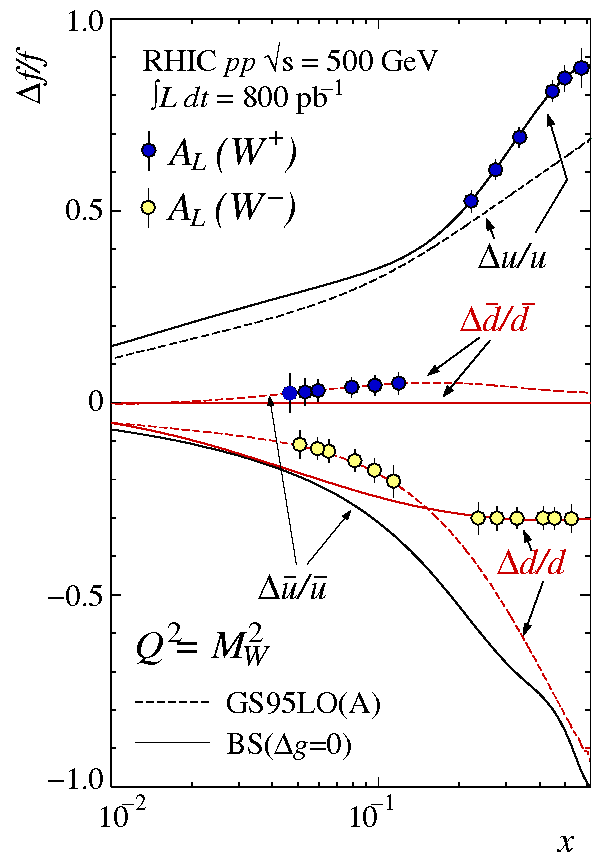 Δf/f
1.0
RHIC pp √s = 500 GeV
∫L dt = 800 pb⁻¹
A_L (W⁺)
A_L (W⁻)
0.5
Δu/u
Δd̄/d̄
0
Δd/d
Δū/ū
−0.5
Q² = M_W²
GS95LO(A)
BS(Δg=0)
−1.0
10⁻² 10⁻¹
x